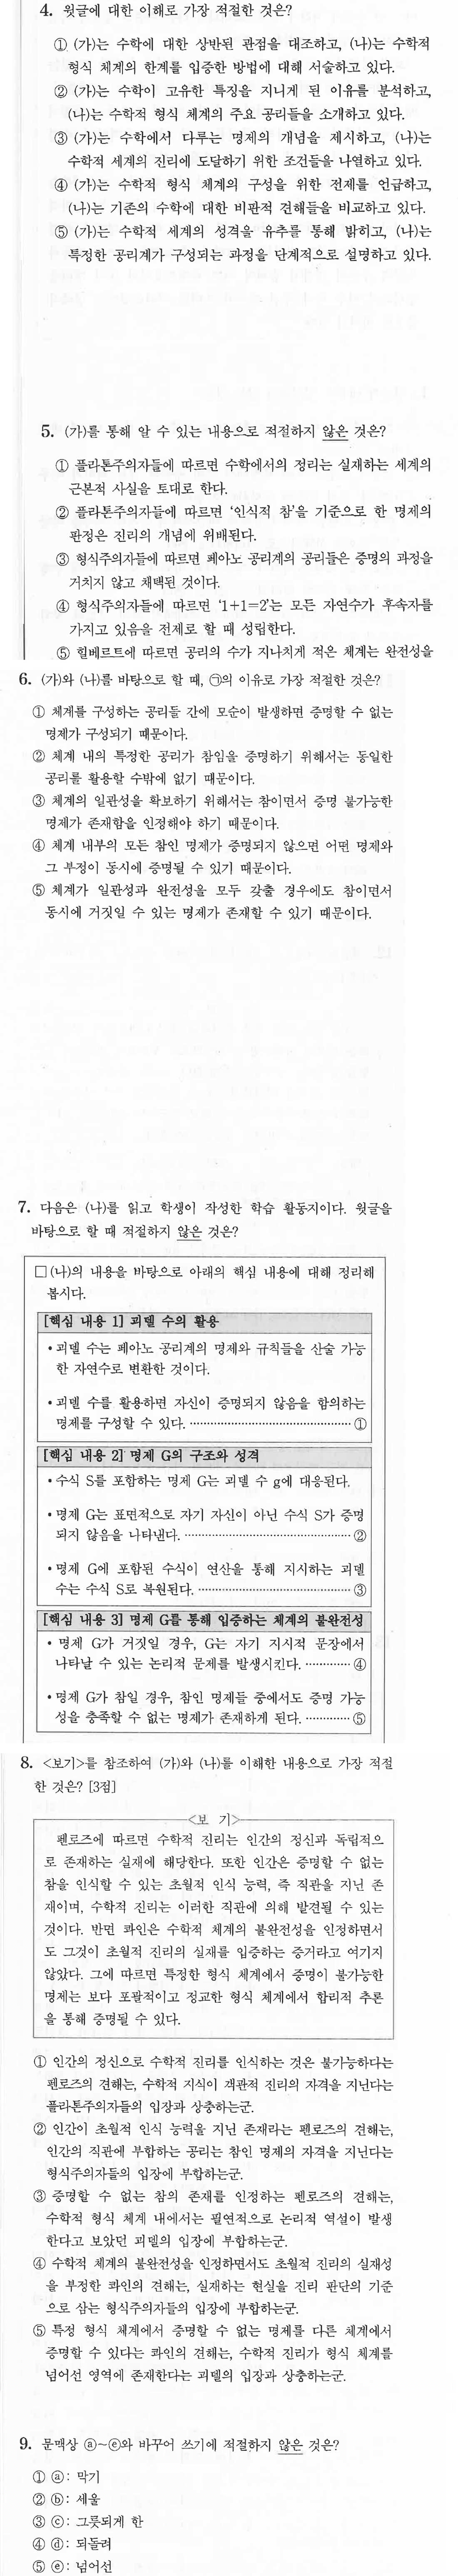 4. 윗글에 대한 이해로 가장 적절한 것은?
① (가)는 수학에 대한 상반된 관점을 대조하고, (나)는 수학적
형식 체계의 한계를 입증한 방법에 대해 서술하고 있다.
② (가)는 수학이 고유한 특징을 지니게 된 이유를 분석하고,
(나)는 수학적 형식 체계의 주요 공리들을 소개하고 있다.
③ (가)는 수학에서 다루는 명제의 개념을 제시하고, (나)는
수학적 세계의 진리에 도달하기 위한 조건들을 나열하고 있다.
④ (가)는 수학적 형식 체계의 구성을 위한 전제를 언급하고,
(나)는 기존의 수학에 대한 비판적 견해들을 비교하고 있다.
⑤ (가)는 수학적 세계의 성격을 유추를 통해 밝히고, (나)는
특정한 공리계가 구성되는 과정을 단계적으로 설명하고 있다.
5. (가)를 통해 알 수 있는 내용으로 적절하지 않은 것은?
① 플라톤주의자들에 따르면 수학에서의 정리는 실재하는 세계의
근본적 사실을 토대로 한다.
② 플라톤주의자들에 따르면 ‘인식적 참’을 기준으로 한 명제의
판정은 진리의 개념에 위배된다.
③ 형식주의자들에 따르면 페아노 공리계의 공리들은 증명의 과정을
거치지 않고 채택된 것이다.
④ 형식주의자들에 따르면 ‘1+1=2’는 모든 자연수가 후속자를
가지고 있음을 전제로 할 때 성립한다.
⑤ 힐베르트에 따르면 공리의 수가 지나치게 적은 체계는 완전성을
6. (가)와 (나)를 바탕으로 할 때, ㉠의 이유로 가장 적절한 것은?
① 체계를 구성하는 공리들 간에 모순이 발생하면 증명할 수 없는
명제가 구성되기 때문이다.
② 체계 내의 특정한 공리가 참임을 증명하기 위해서는 동일한
공리를 활용할 수밖에 없기 때문이다.
③ 체계의 일관성을 확보하기 위해서는 참이면서 증명 불가능한
명제가 존재함을 인정해야 하기 때문이다.
④ 체계 내부의 모든 참인 명제가 증명되지 않으면 어떤 명제와
그 부정이 동시에 증명될 수 있기 때문이다.
⑤ 체계가 일관성과 완전성을 모두 갖출 경우에도 참이면서
동시에 거짓일 수 있는 명제가 존재할 수 있기 때문이다.
7. 다음은 (나)를 읽고 학생이 작성한 학습 활동지이다. 윗글을
바탕으로 할 때 적절하지 않은 것은?
□ (나)의 내용을 바탕으로 아래의 핵심 내용에 대해 정리해
봅시다.
[핵심 내용 1] 괴델 수의 활용
• 괴델 수는 페아노 공리계의 명제와 규칙들을 산술 가능
한 자연수로 변환한 것이다.
• 괴델 수를 활용하면 자신이 증명되지 않음을 함의하는
명제를 구성할 수 있다. ········ ①
[핵심 내용 2] 명제 G의 구조와 성격
• 수식 S를 포함하는 명제 G는 괴델 수 g에 대응된다.
• 명제 G는 표면적으로 자기 자신이 아닌 수식 S가 증명
되지 않음을 나타낸다. ········ ②
• 명제 G에 포함된 수식이 연산을 통해 지시하는 괴델
수는 수식 S로 복원된다. ········ ③
[핵심 내용 3] 명제 G를 통해 입증하는 체계의 불완전성
• 명제 G가 거짓일 경우, G는 자기 지시적 문장에서
나타날 수 있는 논리적 문제를 발생시킨다. ········ ④
• 명제 G가 참일 경우, 참인 명제들 중에서도 증명 가능
성을 충족할 수 없는 명제가 존재하게 된다. ········ ⑤
8. <보기>를 참조하여 (가)와 (나)를 이해한 내용으로 가장 적절
한 것은? [3점]
<보 기>
펜로즈에 따르면 수학적 진리는 인간의 정신과 독립적으
로 존재하는 실재에 해당한다. 또한 인간은 증명할 수 없는
참을 인식할 수 있는 초월적 인식 능력, 즉 직관을 지닌 존
재이며, 수학적 진리는 이러한 직관에 의해 발견될 수 있는
것이다. 반면 콰인은 수학적 체계의 불완전성을 인정하면서
도 그것이 초월적 진리의 실재를 입증하는 증거라고 여기지
않았다. 그에 따르면 특정한 형식 체계에서 증명이 불가능한
명제는 보다 포괄적이고 정교한 형식 체계에서 합리적 추론
을 통해 증명될 수 있다.
① 인간의 정신으로 수학적 진리를 인식하는 것은 불가능하다는
펜로즈의 견해는, 수학적 지식이 객관적 진리의 자격을 지닌다는
플라톤주의자들의 입장과 상충하는군.
② 인간이 초월적 인식 능력을 지닌 존재라는 펜로즈의 견해는,
인간의 직관에 부합하는 공리는 참인 명제의 자격을 지닌다는
형식주의자들의 입장에 부합하는군.
③ 증명할 수 없는 참의 존재를 인정하는 펜로즈의 견해는,
수학적 형식 체계 내에서는 필연적으로 논리적 역설이 발생
한다고 보았던 괴델의 입장에 부합하는군.
④ 수학적 체계의 불완전성을 인정하면서도 초월적 진리의 실재성
을 부정한 콰인의 견해는, 실재하는 현실을 진리 판단의 기준
으로 삼는 형식주의자들의 입장에 부합하는군.
⑤ 특정 형식 체계에서 증명할 수 없는 명제를 다른 체계에서
증명할 수 있다는 콰인의 견해는, 수학적 진리가 형식 체계를
넘어선 영역에 존재한다는 괴델의 입장과 상충하는군.
9. 문맥상 ⓐ~ⓔ와 바꾸어 쓰기에 적절하지 않은 것은?
① ⓐ: 막기
② ⓑ: 세울
③ ⓒ: 그릇되게 한
④ ⓓ: 되돌려
⑤ ⓔ: 넘어선